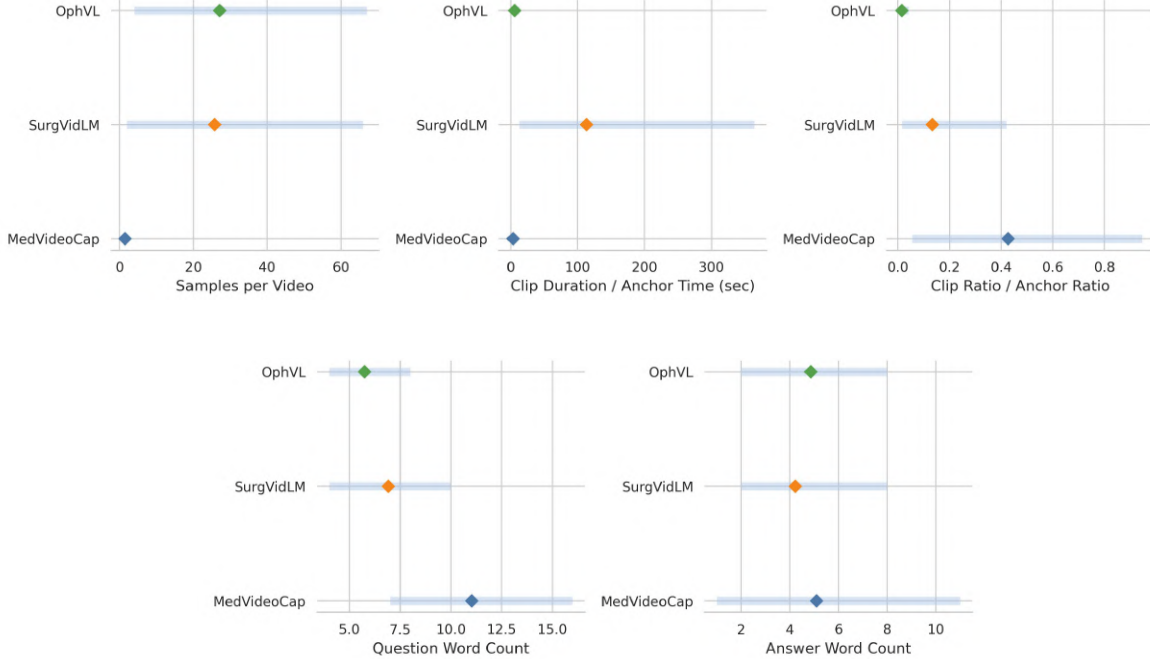 OphVL
SurgVidLM
MedVideoCap
0 20 40 60
Samples per Video
OphVL
SurgVidLM
MedVideoCap
0 100 200 300
Clip Duration / Anchor Time (sec)
OphVL
SurgVidLM
MedVideoCap
0.0 0.2 0.4 0.6 0.8
Clip Ratio / Anchor Ratio
OphVL
SurgVidLM
MedVideoCap
5.0 7.5 10.0 12.5 15.0
Question Word Count
OphVL
SurgVidLM
MedVideoCap
2 4 6 8 10
Answer Word Count